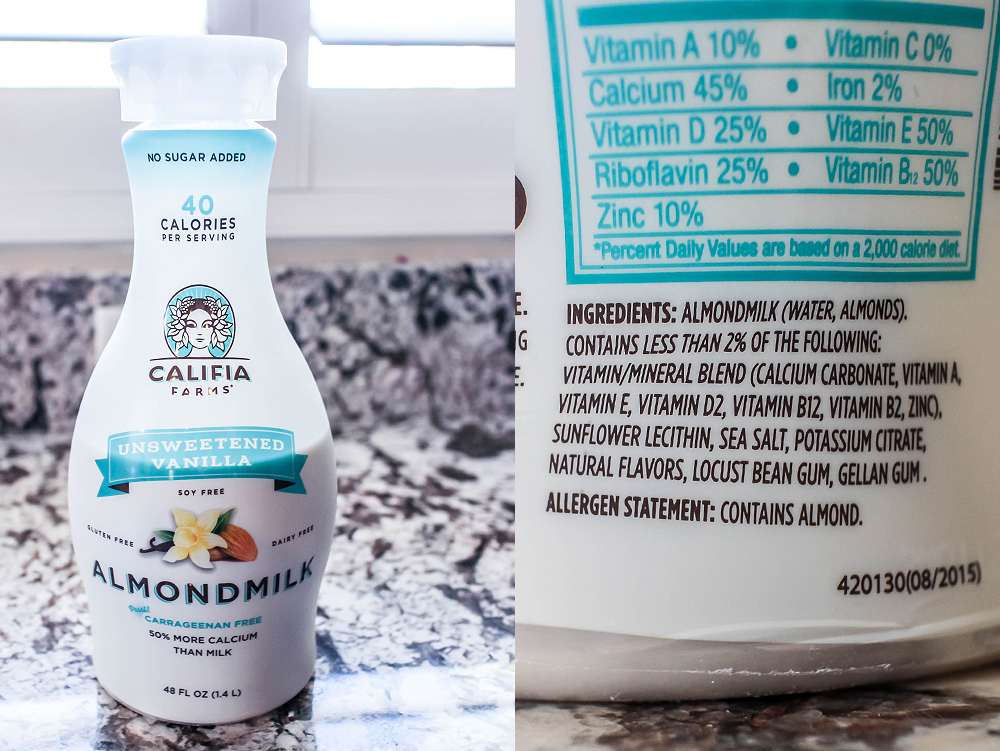 NO SUGAR ADDED
40
CALORIES
PER SERVING
CALIFIA
FARMS
UNSWEETENED
VANILLA
SOY FREE
GLUTEN FREE
DAIRY FREE
ALMONDMILK
Pssst!
CARRAGEENAN FREE
50% MORE CALCIUM
THAN MILK
48 FL OZ (1.4 L)
Vitamin A 10% • Vitamin C 0%
Calcium 45% • Iron 2%
Vitamin D 25% • Vitamin E 50%
Riboflavin 25% • Vitamin B12 50%
Zinc 10%
*Percent Daily Values are based on a 2,000 calorie diet.
INGREDIENTS: ALMONDMILK (WATER, ALMONDS).
CONTAINS LESS THAN 2% OF THE FOLLOWING:
VITAMIN/MINERAL BLEND (CALCIUM CARBONATE, VITAMIN A,
VITAMIN E, VITAMIN D2, VITAMIN B12, VITAMIN B2, ZINC),
SUNFLOWER LECITHIN, SEA SALT, POTASSIUM CITRATE,
NATURAL FLAVORS, LOCUST BEAN GUM, GELLAN GUM.
ALLERGEN STATEMENT: CONTAINS ALMOND.
420130(08/2015)